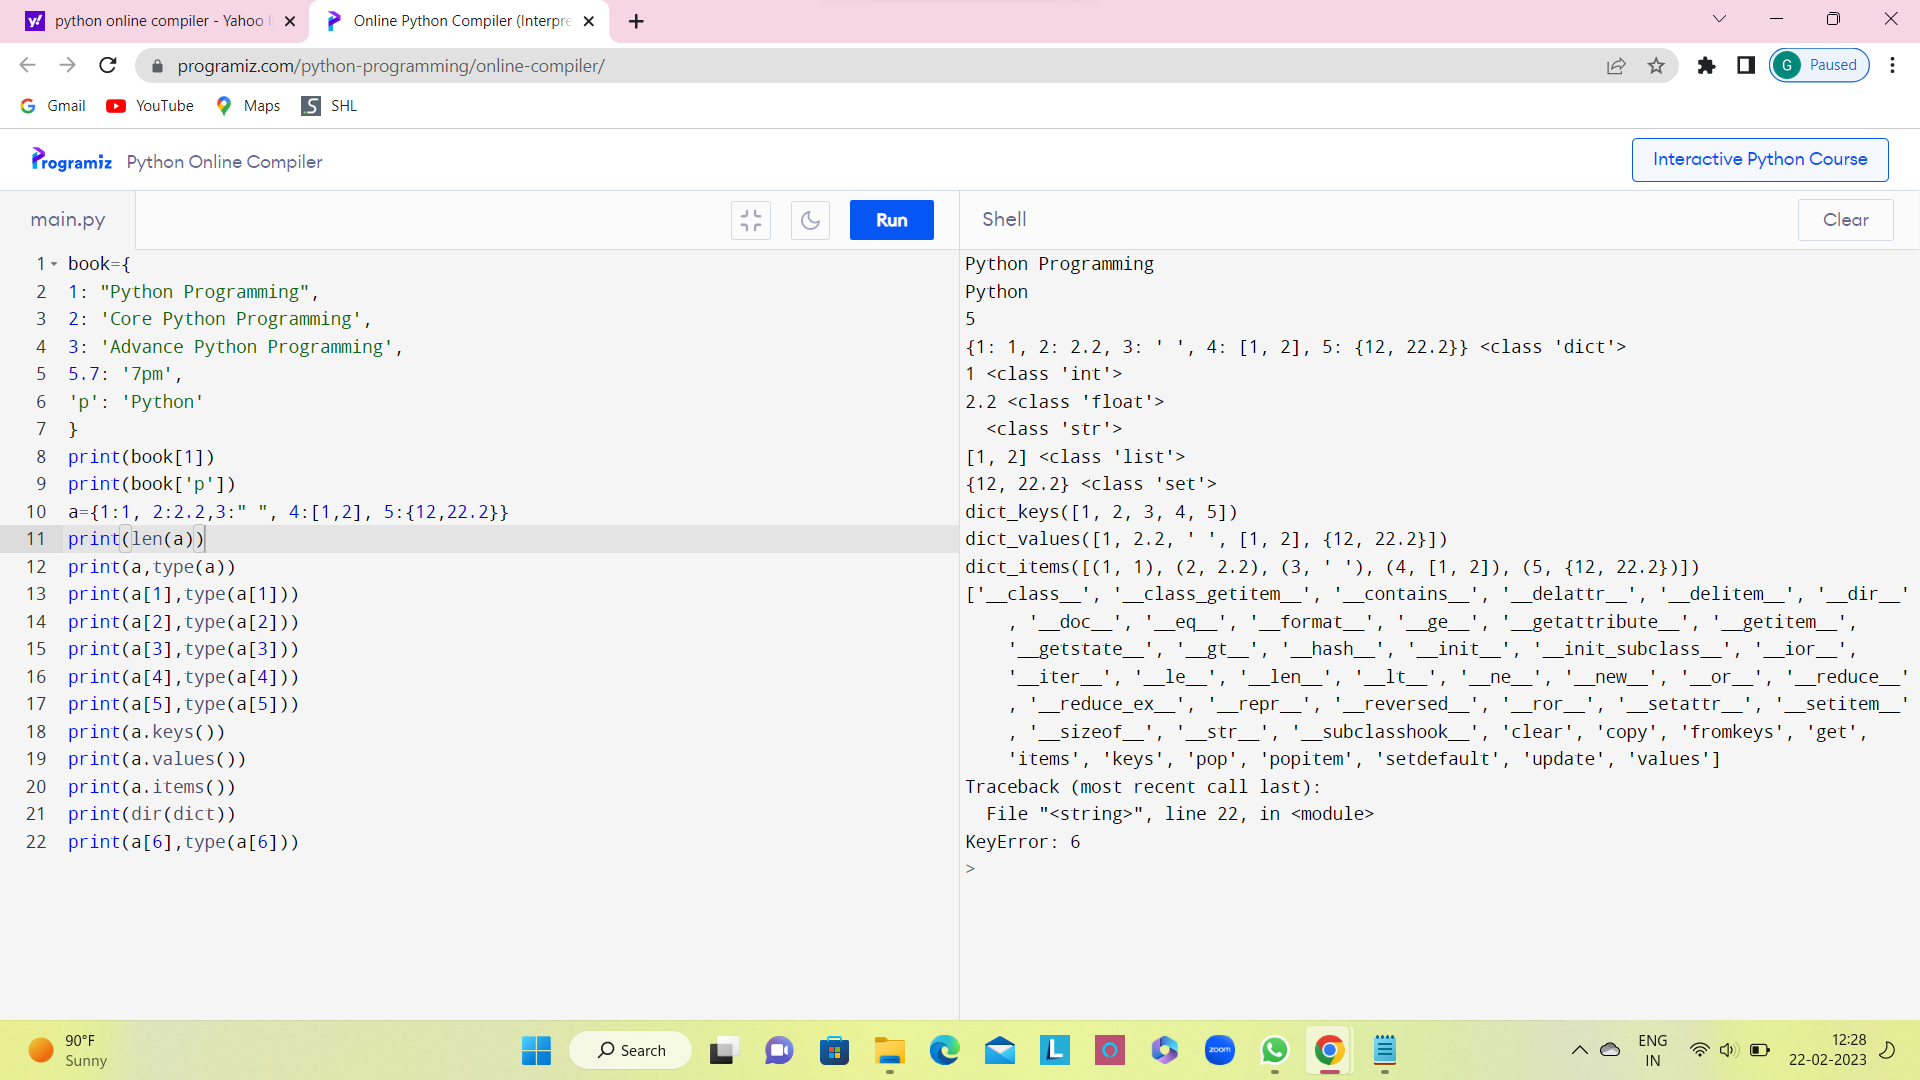 python online compiler - Yahoo
Online Python Compiler (Interpre
programiz.com/python-programming/online-compiler/
G Paused
Gmail YouTube Maps SHL
Programiz Python Online Compiler
Interactive Python Course
main.py
Run
Shell
Clear
1 book={
2 1: "Python Programming",
3 2: 'Core Python Programming',
4 3: 'Advance Python Programming',
5 5.7: '7pm',
6 'p': 'Python'
7 }
8 print(book[1])
9 print(book['p'])
10 a={1:1, 2:2.2,3:" ", 4:[1,2], 5:{12,22.2}}
11 print(len(a))
12 print(a,type(a))
13 print(a[1],type(a[1]))
14 print(a[2],type(a[2]))
15 print(a[3],type(a[3]))
16 print(a[4],type(a[4]))
17 print(a[5],type(a[5]))
18 print(a.keys())
19 print(a.values())
20 print(a.items())
21 print(dir(dict))
22 print(a[6],type(a[6]))
Python Programming
Python
5
{1: 1, 2: 2.2, 3: ' ', 4: [1, 2], 5: {12, 22.2}} <class 'dict'>
1 <class 'int'>
2.2 <class 'float'>
  <class 'str'>
[1, 2] <class 'list'>
{12, 22.2} <class 'set'>
dict_keys([1, 2, 3, 4, 5])
dict_values([1, 2.2, ' ', [1, 2], {12, 22.2}])
dict_items([(1, 1), (2, 2.2), (3, ' '), (4, [1, 2]), (5, {12, 22.2})])
['__class__', '__class_getitem__', '__contains__', '__delattr__', '__delitem__', '__dir__'
, '__doc__', '__eq__', '__format__', '__ge__', '__getattribute__', '__getitem__',
'__getstate__', '__gt__', '__hash__', '__init__', '__init_subclass__', '__ior__',
'__iter__', '__le__', '__len__', '__lt__', '__ne__', '__new__', '__or__', '__reduce__'
, '__reduce_ex__', '__repr__', '__reversed__', '__ror__', '__setattr__', '__setitem__'
, '__sizeof__', '__str__', '__subclasshook__', 'clear', 'copy', 'fromkeys', 'get',
'items', 'keys', 'pop', 'popitem', 'setdefault', 'update', 'values']
Traceback (most recent call last):
  File "<string>", line 22, in <module>
KeyError: 6
>
90°F
Sunny
Search
zoom
ENG
IN
12:28
22-02-2023